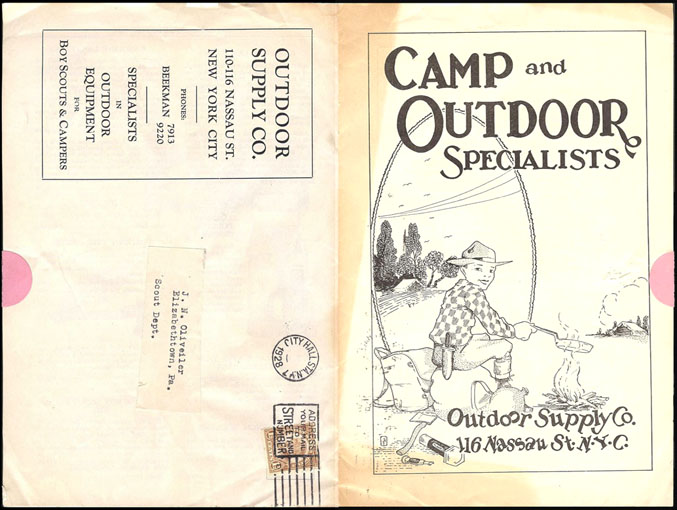 OUTDOOR
SUPPLY CO.
110-116 NASSAU ST.
NEW YORK CITY
PHONES:
BEEKMAN 7913
9220
SPECIALISTS
IN
OUTDOOR
EQUIPMENT
FOR
BOY SCOUTS & CAMPERS
J. N. Oliveiler
Elizabethtown, Pa.
Scout Dept.
CITY HALL STA. N.Y.
1928
ADDRESS
YOUR MAIL
TO
STREET AND
NUMBER
CAMP and
OUTDOOR
SPECIALISTS
Outdoor Supply Co.
116 Nassau St. N.Y.C.